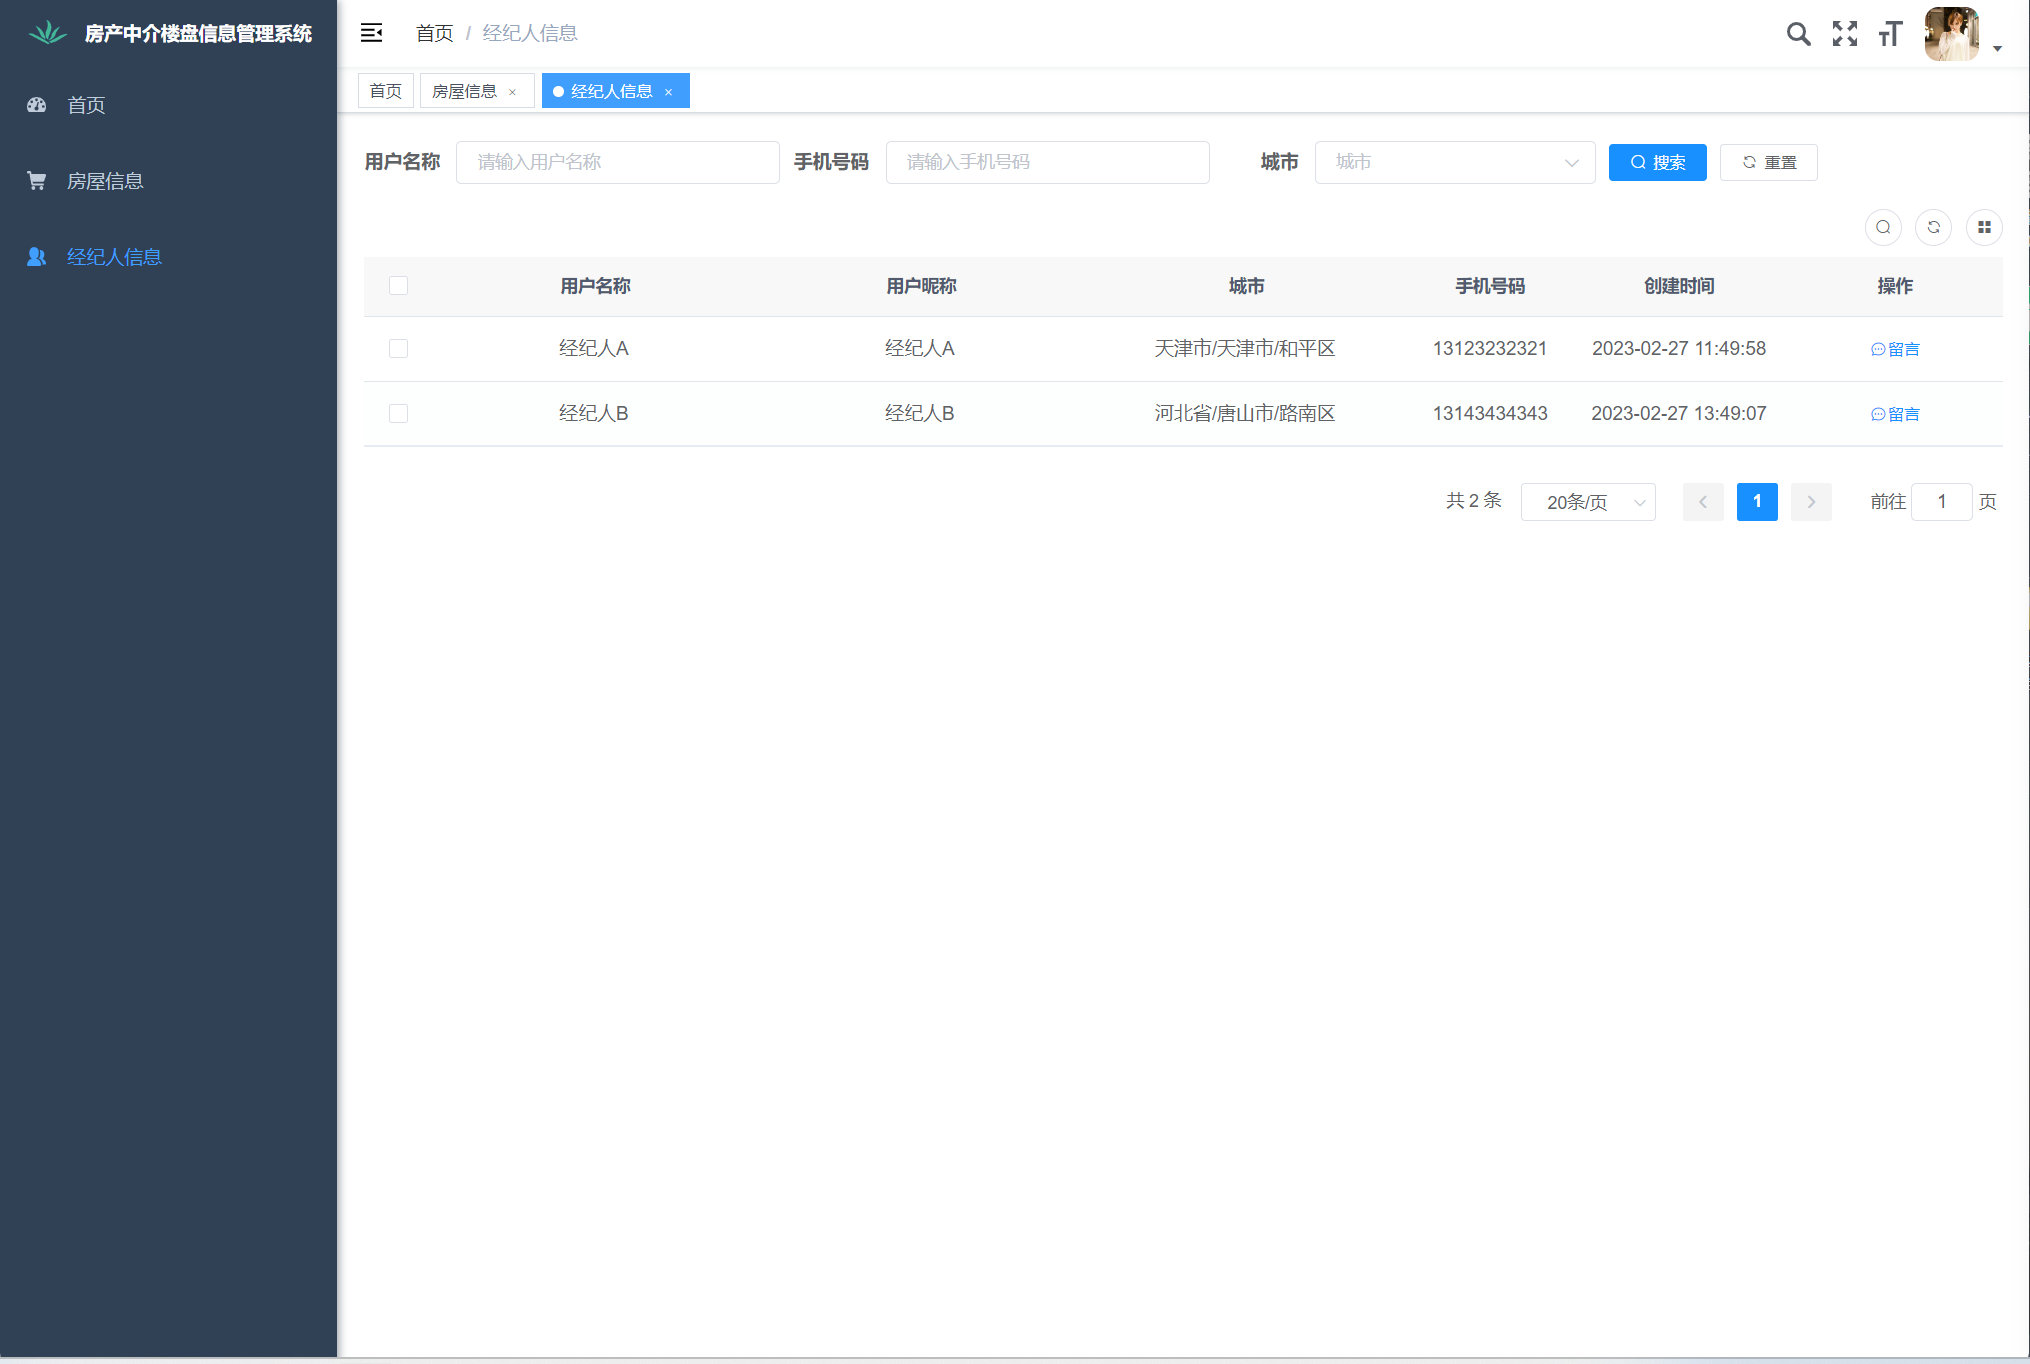 房产中介楼盘信息管理系统
首页
房屋信息
经纪人信息
首页 / 经纪人信息
首页 房屋信息 × 经纪人信息 ×
用户名称 请输入用户名称 手机号码 请输入手机号码 城市 城市 搜索 重置
用户名称 用户昵称 城市 手机号码 创建时间 操作
经纪人A 经纪人A 天津市/天津市/和平区 13123232321 2023-02-27 11:49:58 留言
经纪人B 经纪人B 河北省/唐山市/路南区 13143434343 2023-02-27 13:49:07 留言
共 2 条 20条/页 1 前往 1 页